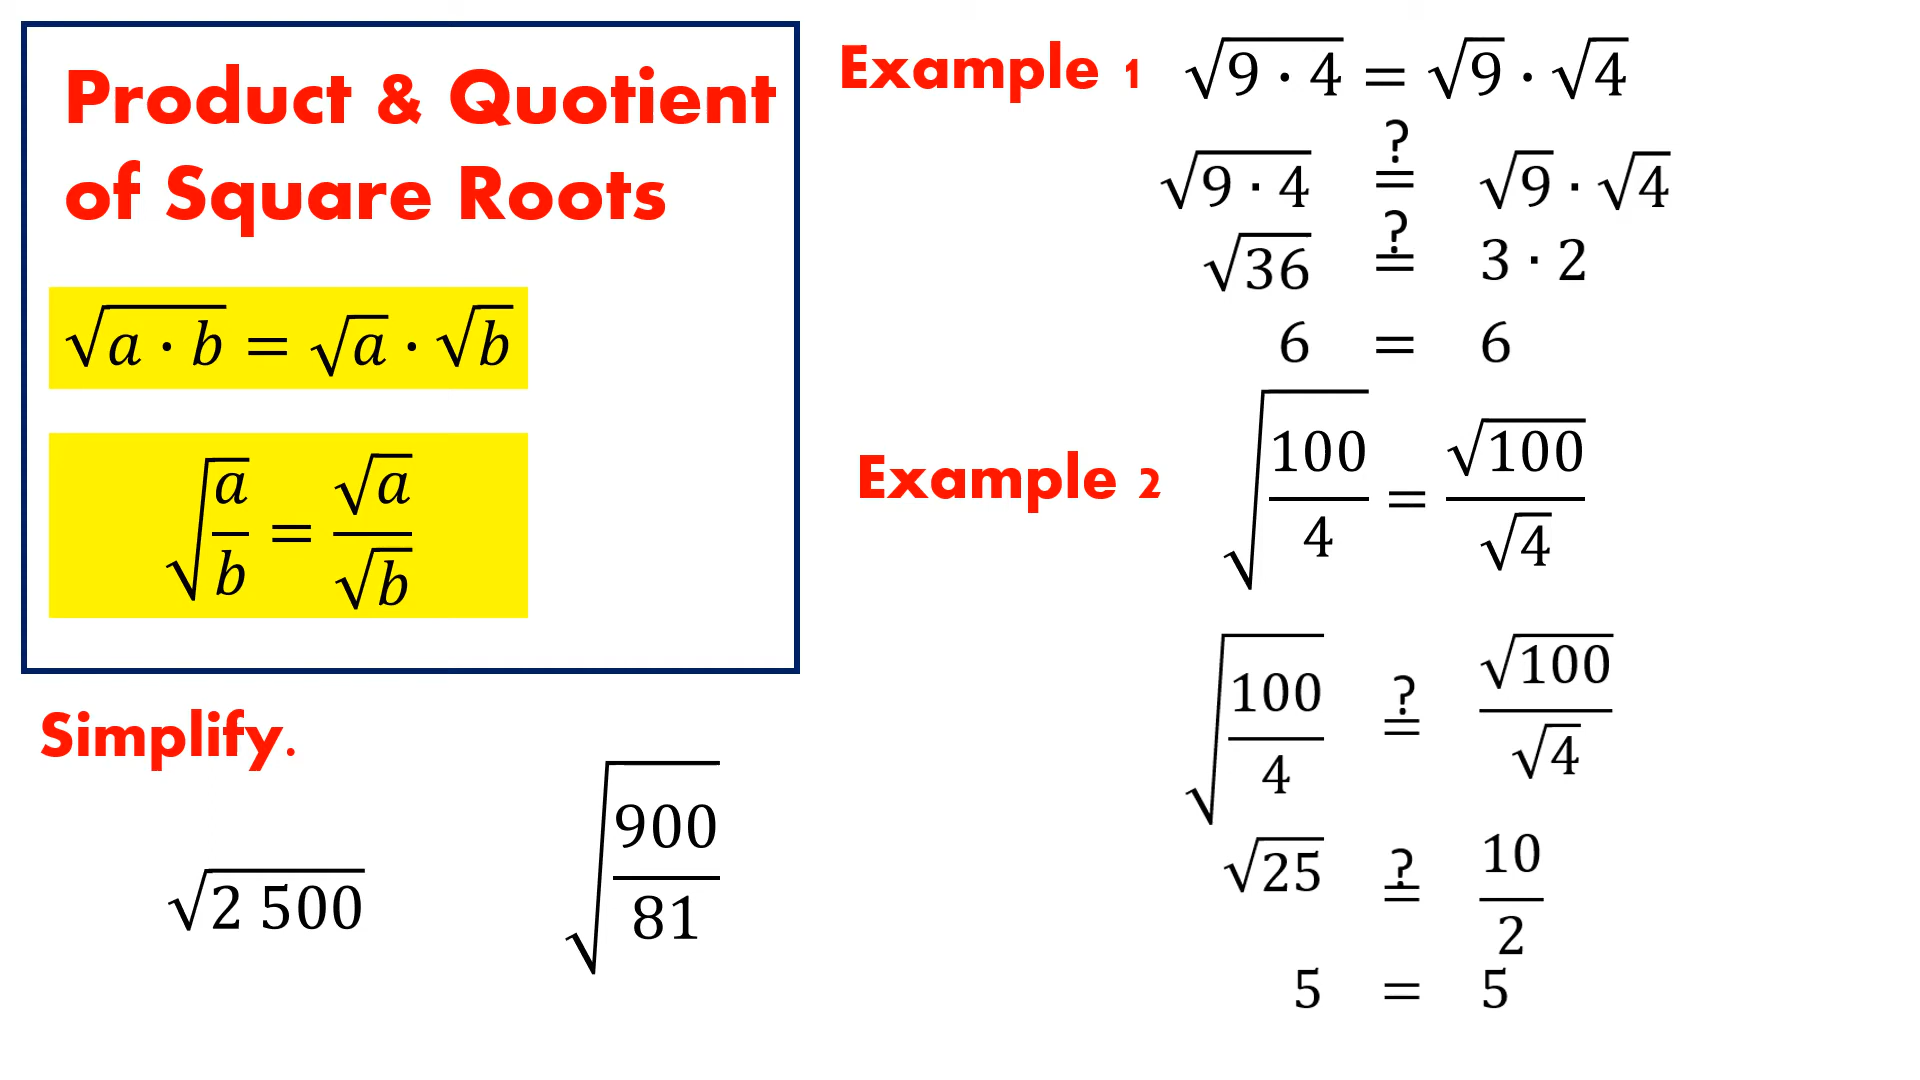 Product & Quotient
of Square Roots
√(a · b) = √a · √b
√(a/b) = √a/√b
Simplify.
√(2 500)
√(900/81)
Example 1 √(9 · 4) = √9 · √4
√(9 · 4) ≟ √9 · √4
√36 ≟ 3 · 2
6 = 6
Example 2 √(100/4) = √100/√4
√(100/4) ≟ √100/√4
√25 ≟ 10/2
5 = 5